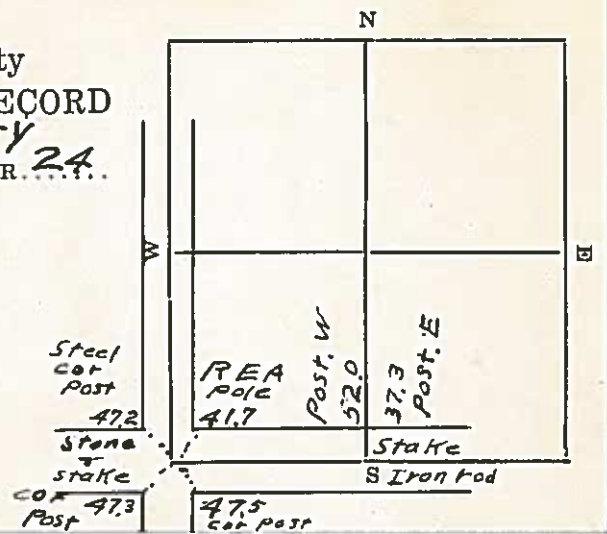 N
ty
ECORD
y
R......24......
W
E
Steel
cor
Post
47.2
REA
Pole
41.7
Post. W
52.0
37.3
Post. E
Stone
&
stake
Stake
S Iron rod
cor
Post
47.3
47.5
cor post